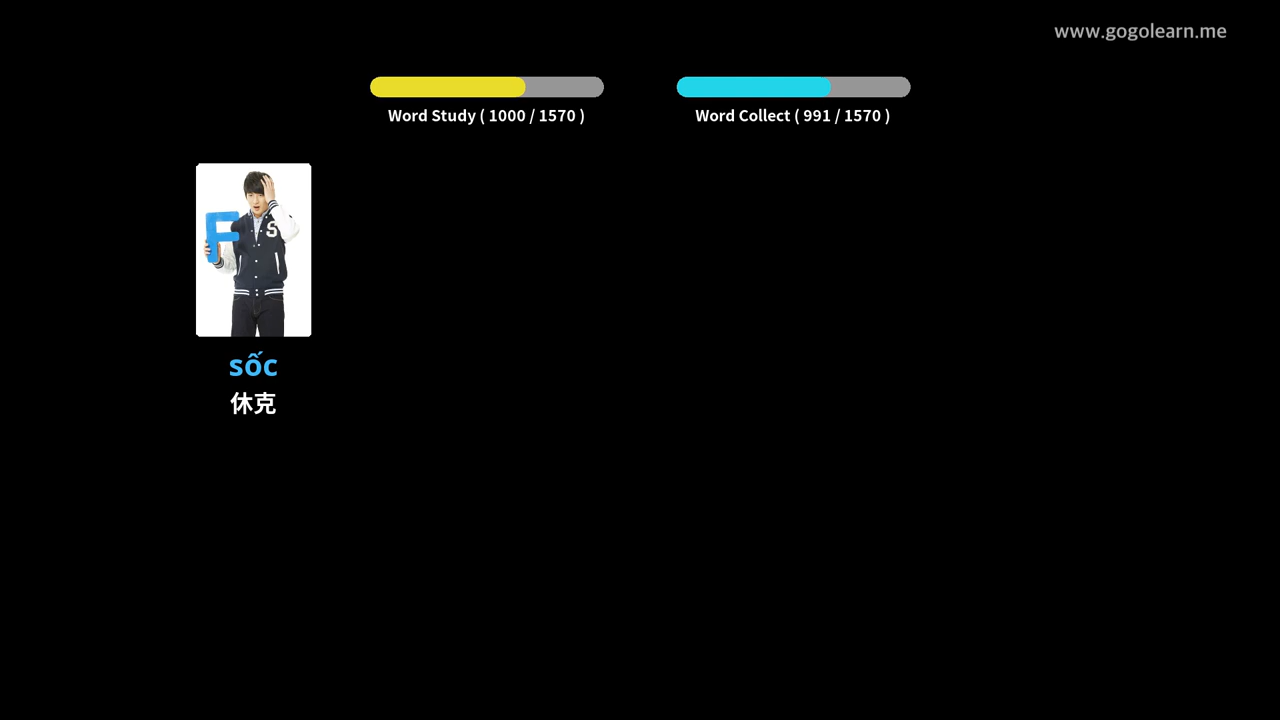 www.gogolearn.me
Word Study ( 1000 / 1570 )
Word Collect ( 991 / 1570 )
F
S
sốc
休克